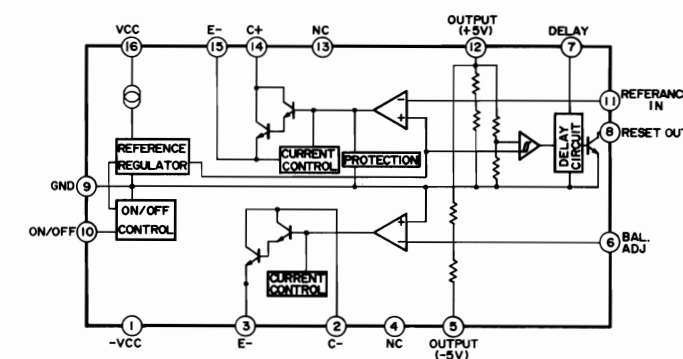 VCC E- C+ NC OUTPUT (+5V) DELAY
16 15 14 13 12 7
11 REFERANCE IN
8 RESET OUT
REFERENCE REGULATOR
CURRENT CONTROL
PROTECTION
DELAY CIRCUIT
- +
GND 9
ON/OFF CONTROL
ON/OFF 10
+ -
6 BAL. ADJ
CURRENT CONTROL
1 3 2 4 5
-VCC E- C- NC OUTPUT (-5V)